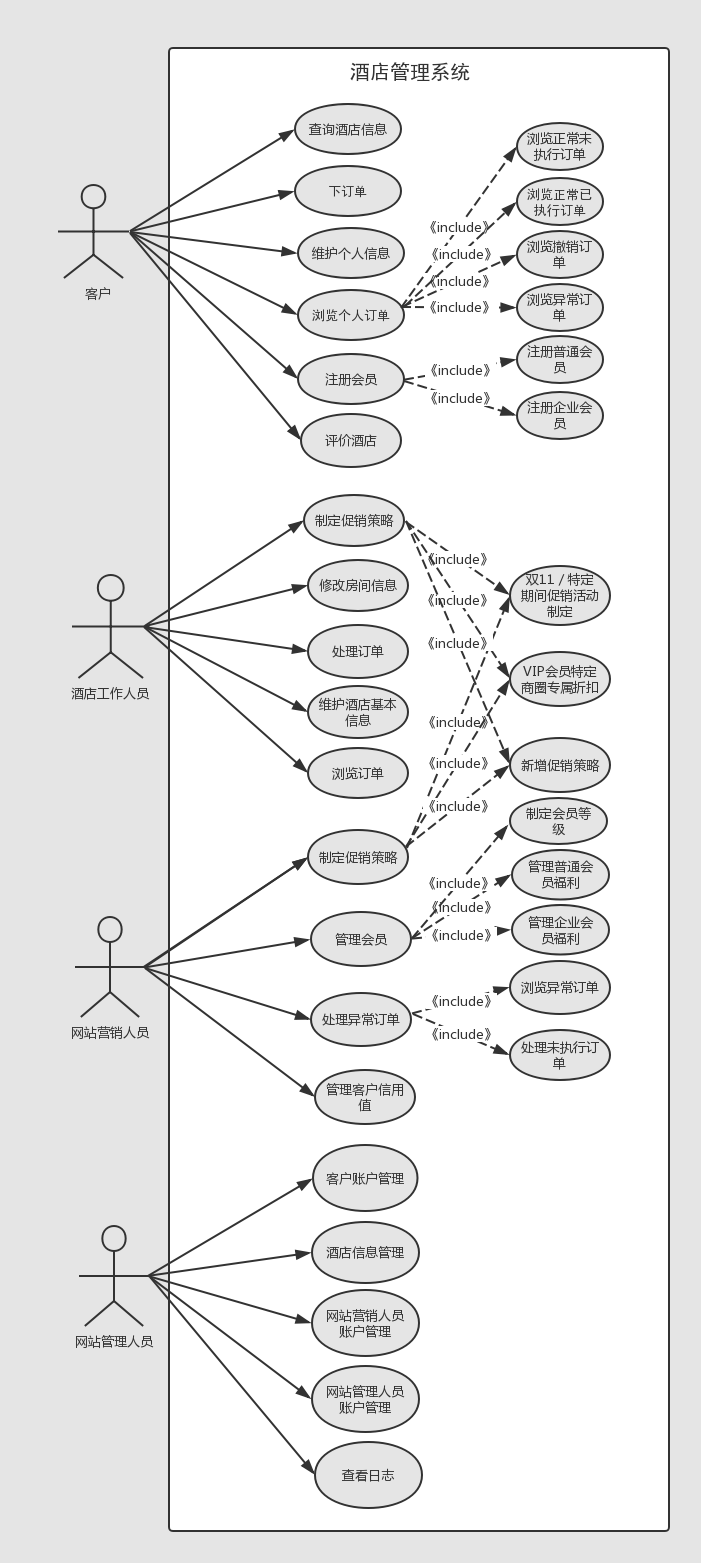 酒店管理系统
查询酒店信息
下订单
维护个人信息
浏览个人订单
注册会员
评价酒店
客户
浏览正常未
执行订单
浏览正常已
执行订单
浏览撤销订
单
浏览异常订
单
注册普通会
员
注册企业会
员
《include》
《include》
《include》
《include》
《include》
《include》
制定促销策略
修改房间信息
处理订单
维护酒店基本
信息
浏览订单
酒店工作人员
《include》
《include》
《include》
《include》
《include》
《include》
双11 / 特定
期间促销活动
制定
VIP会员特定
商圈专属折扣
新增促销策略
制定促销策略
管理会员
处理异常订单
管理客户信用
值
网站营销人员
《include》
《include》
《include》
《include》
《include》
制定会员等
级
管理普通会
员福利
管理企业会
员福利
浏览异常订单
处理未执行订
单
客户账户管理
酒店信息管理
网站营销人员
账户管理
网站管理人员
账户管理
查看日志
网站管理人员